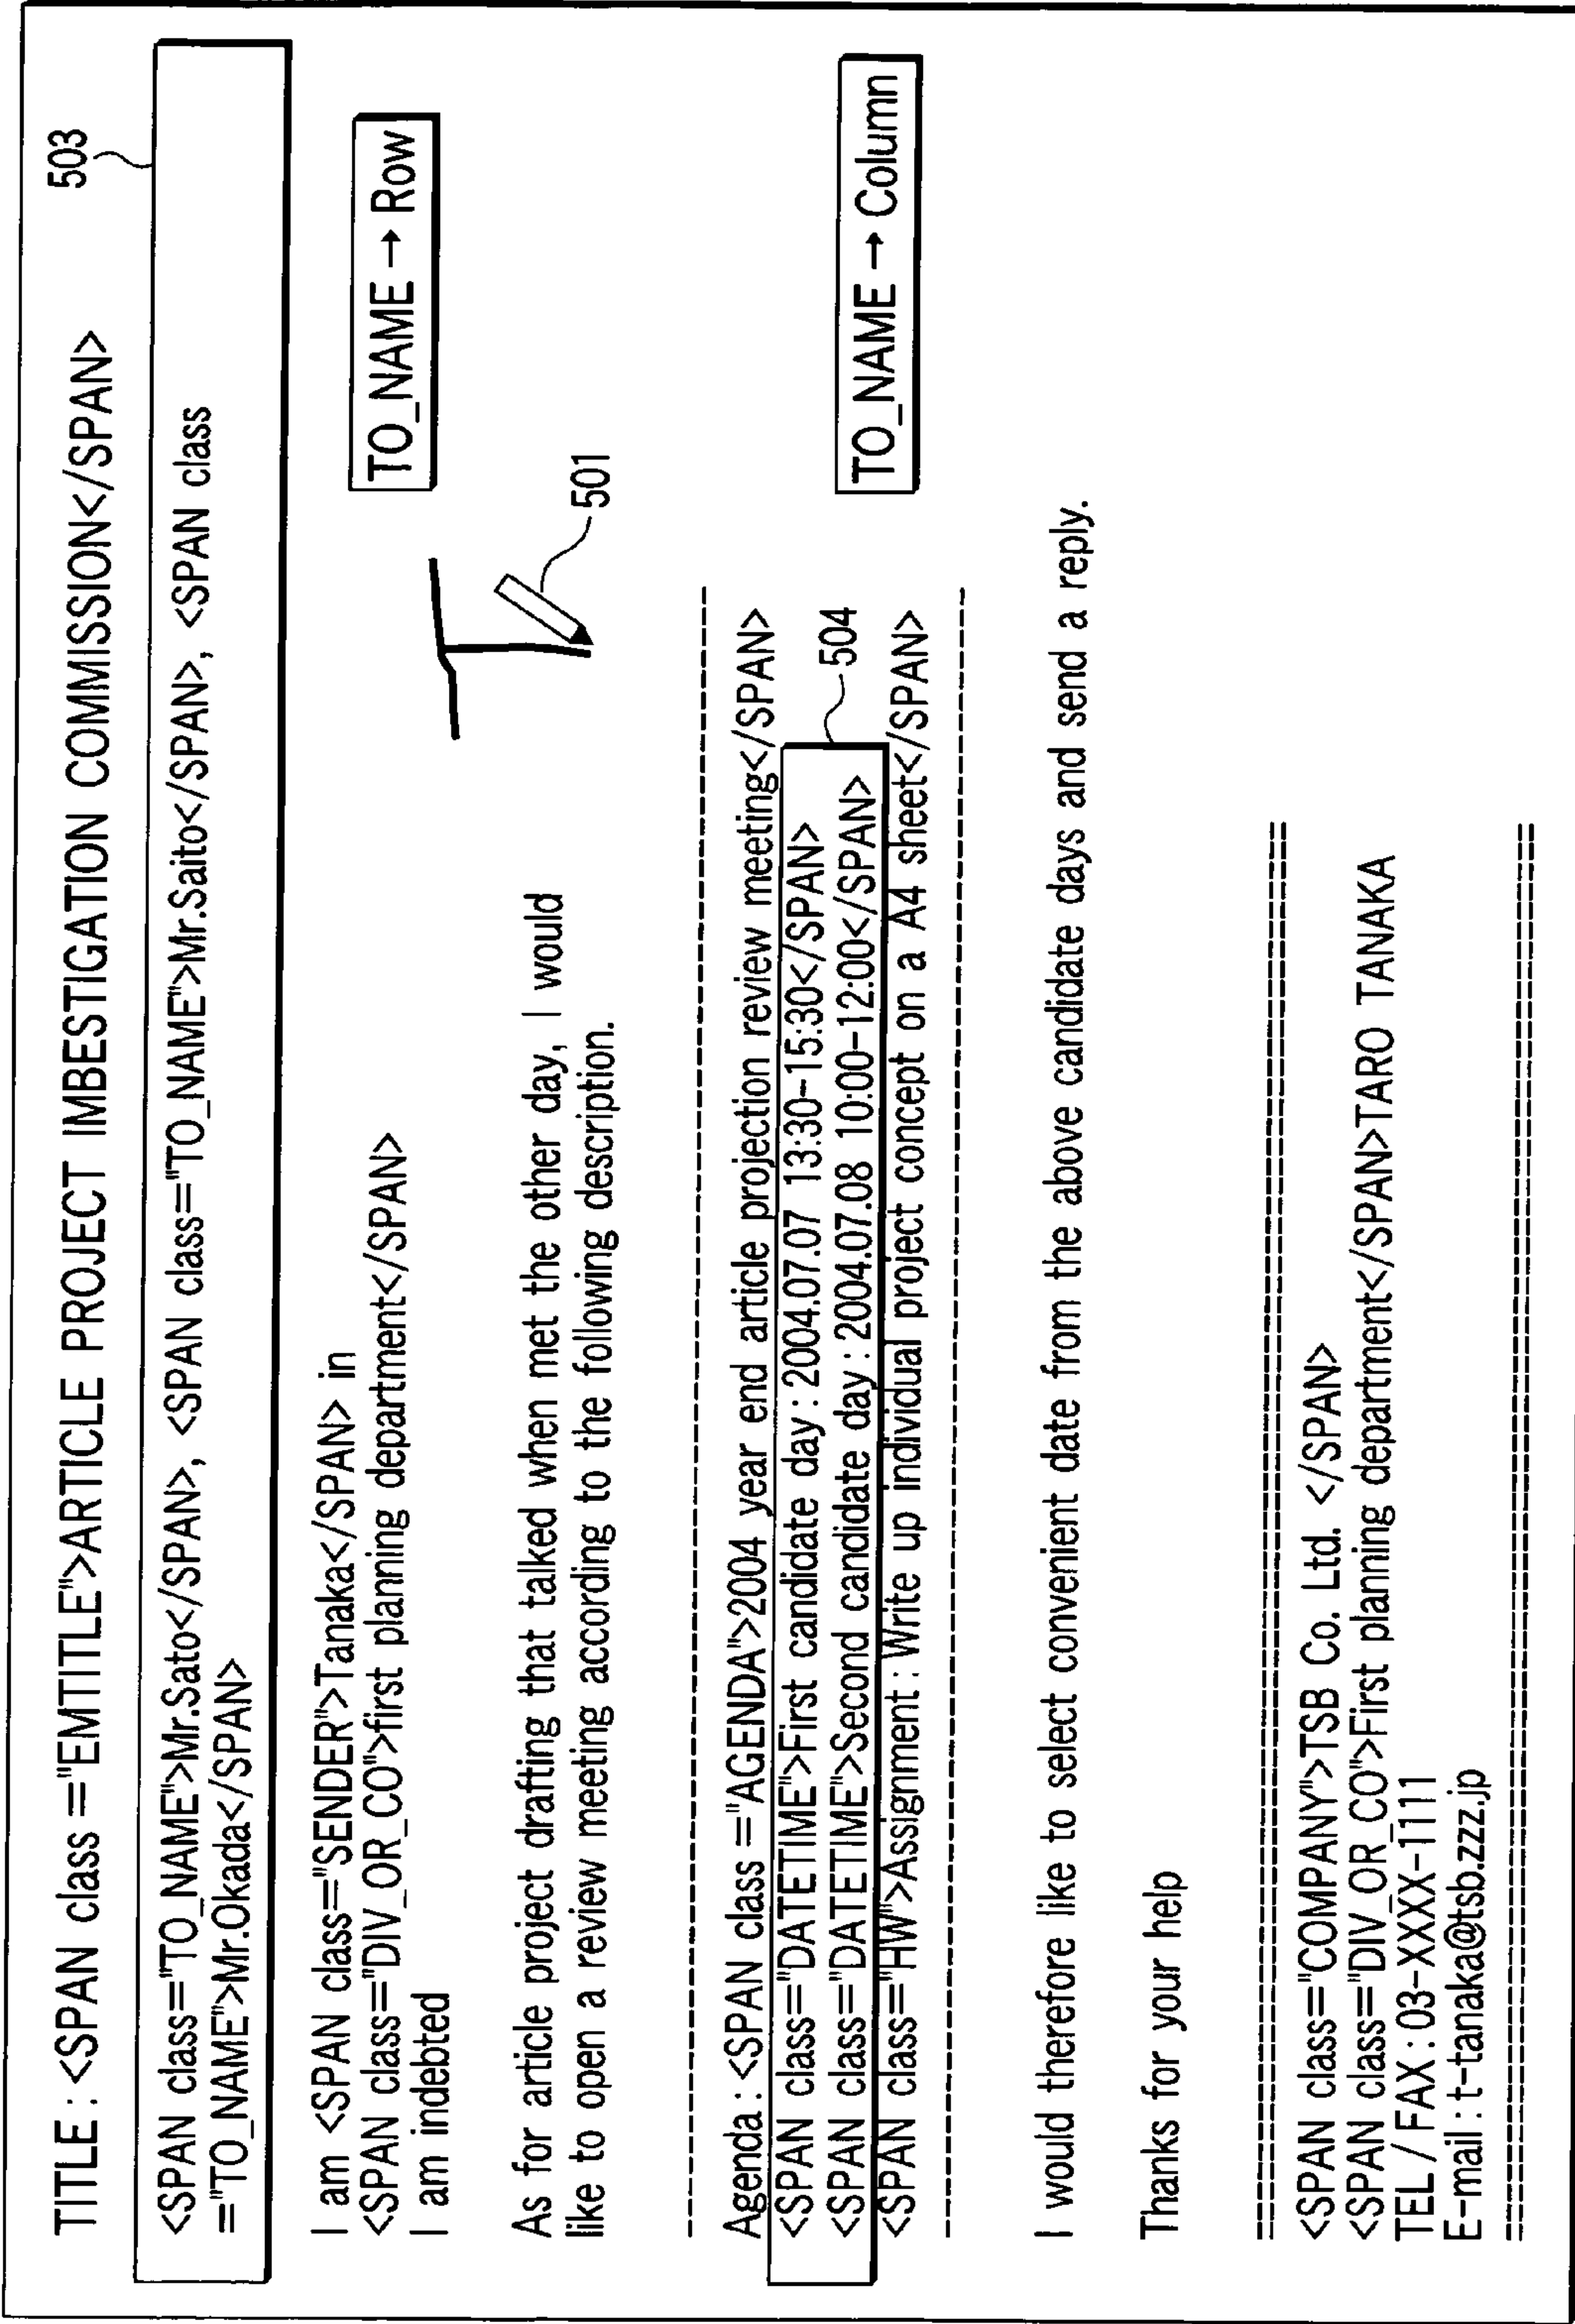 TITLE : <SPAN class ="EMTITLE">ARTICLE PROJECT IMBESTIGATION COMMISSION</SPAN>
503
<SPAN class="TO_NAME">Mr.Sato</SPAN>, <SPAN class="TO_NAME">Mr.Saito</SPAN>, <SPAN class
="TO_NAME">Mr.Okada</SPAN>
I am <SPAN class="SENDER">Tanaka</SPAN> in
<SPAN class="DIV_OR_CO">first planning department</SPAN>
I am indebted
TO_NAME → Row
501
As for article project drafting that talked when met the other day, I would
like to open a review meeting according to the following description.
Agenda : <SPAN class ="AGENDA">2004 year end article projection review meeting</SPAN>
<SPAN class="DATETIME">First candidate day : 2004.07.07 13:30-15:30</SPAN>
<SPAN class="DATETIME">Second candidate day : 2004.07.08 10:00-12:00</SPAN>
504
TO_NAME → Column
<SPAN class="HW">Assignment : Write up individual project concept on a A4 sheet</SPAN>
I would therefore like to select convenient date from the above candidate days and send a reply.
Thanks for your help
<SPAN class="COMPANY">TSB Co. Ltd. </SPAN>
<SPAN class="DIV_OR_CO">First planning department</SPAN>TARO TANAKA
TEL / FAX : 03-XXXX-1111
E-mail : t-tanaka@tsb.zzz.jp